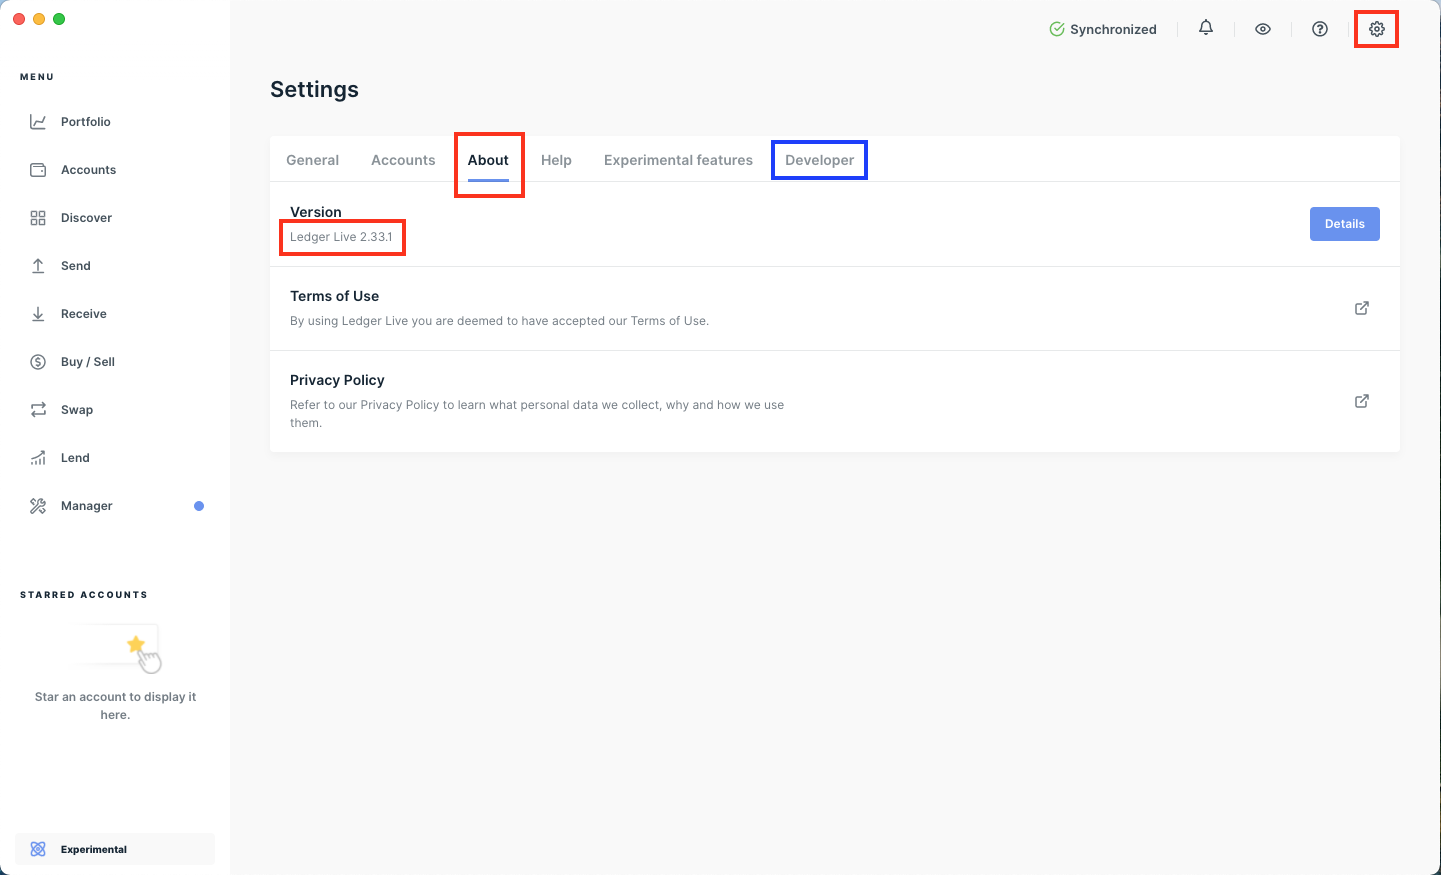 Synchronized
MENU
Portfolio
Accounts
Discover
Send
Receive
Buy / Sell
Swap
Lend
Manager
STARRED ACCOUNTS
Star an account to display it
here.
Experimental
Settings
General Accounts About Help Experimental features Developer
Version
Ledger Live 2.33.1
Details
Terms of Use
By using Ledger Live you are deemed to have accepted our Terms of Use.
Privacy Policy
Refer to our Privacy Policy to learn what personal data we collect, why and how we use
them.